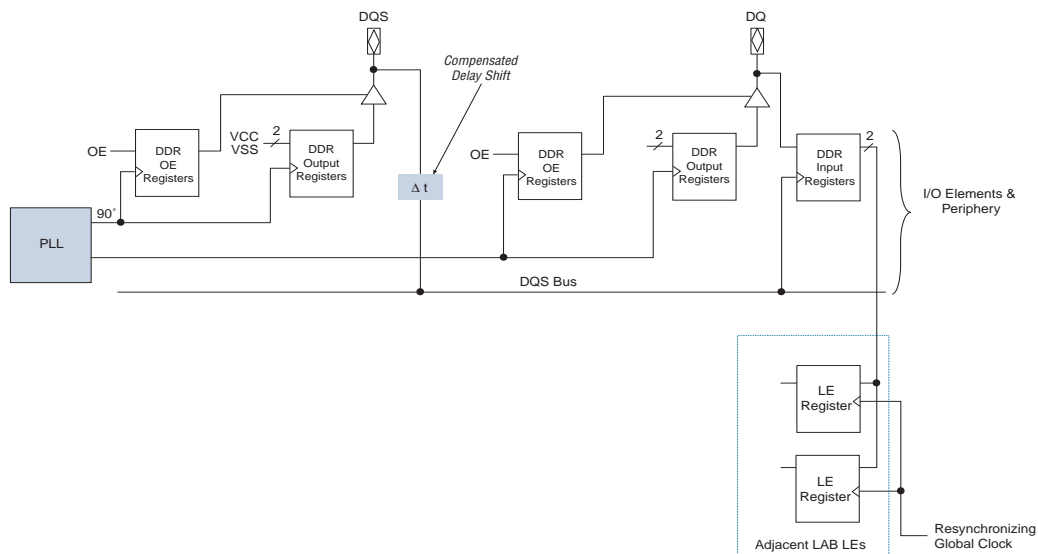 DQS
DQ
Compensated
Delay Shift
OE
DDR
OE
Registers
VCC
VSS
2
DDR
Output
Registers
Δ t
OE
DDR
OE
Registers
2
DDR
Output
Registers
DDR
Input
Registers
2
I/O Elements &
Periphery
90˚
PLL
DQS Bus
LE
Register
LE
Register
Adjacent LAB LEs
Resynchronizing
Global Clock